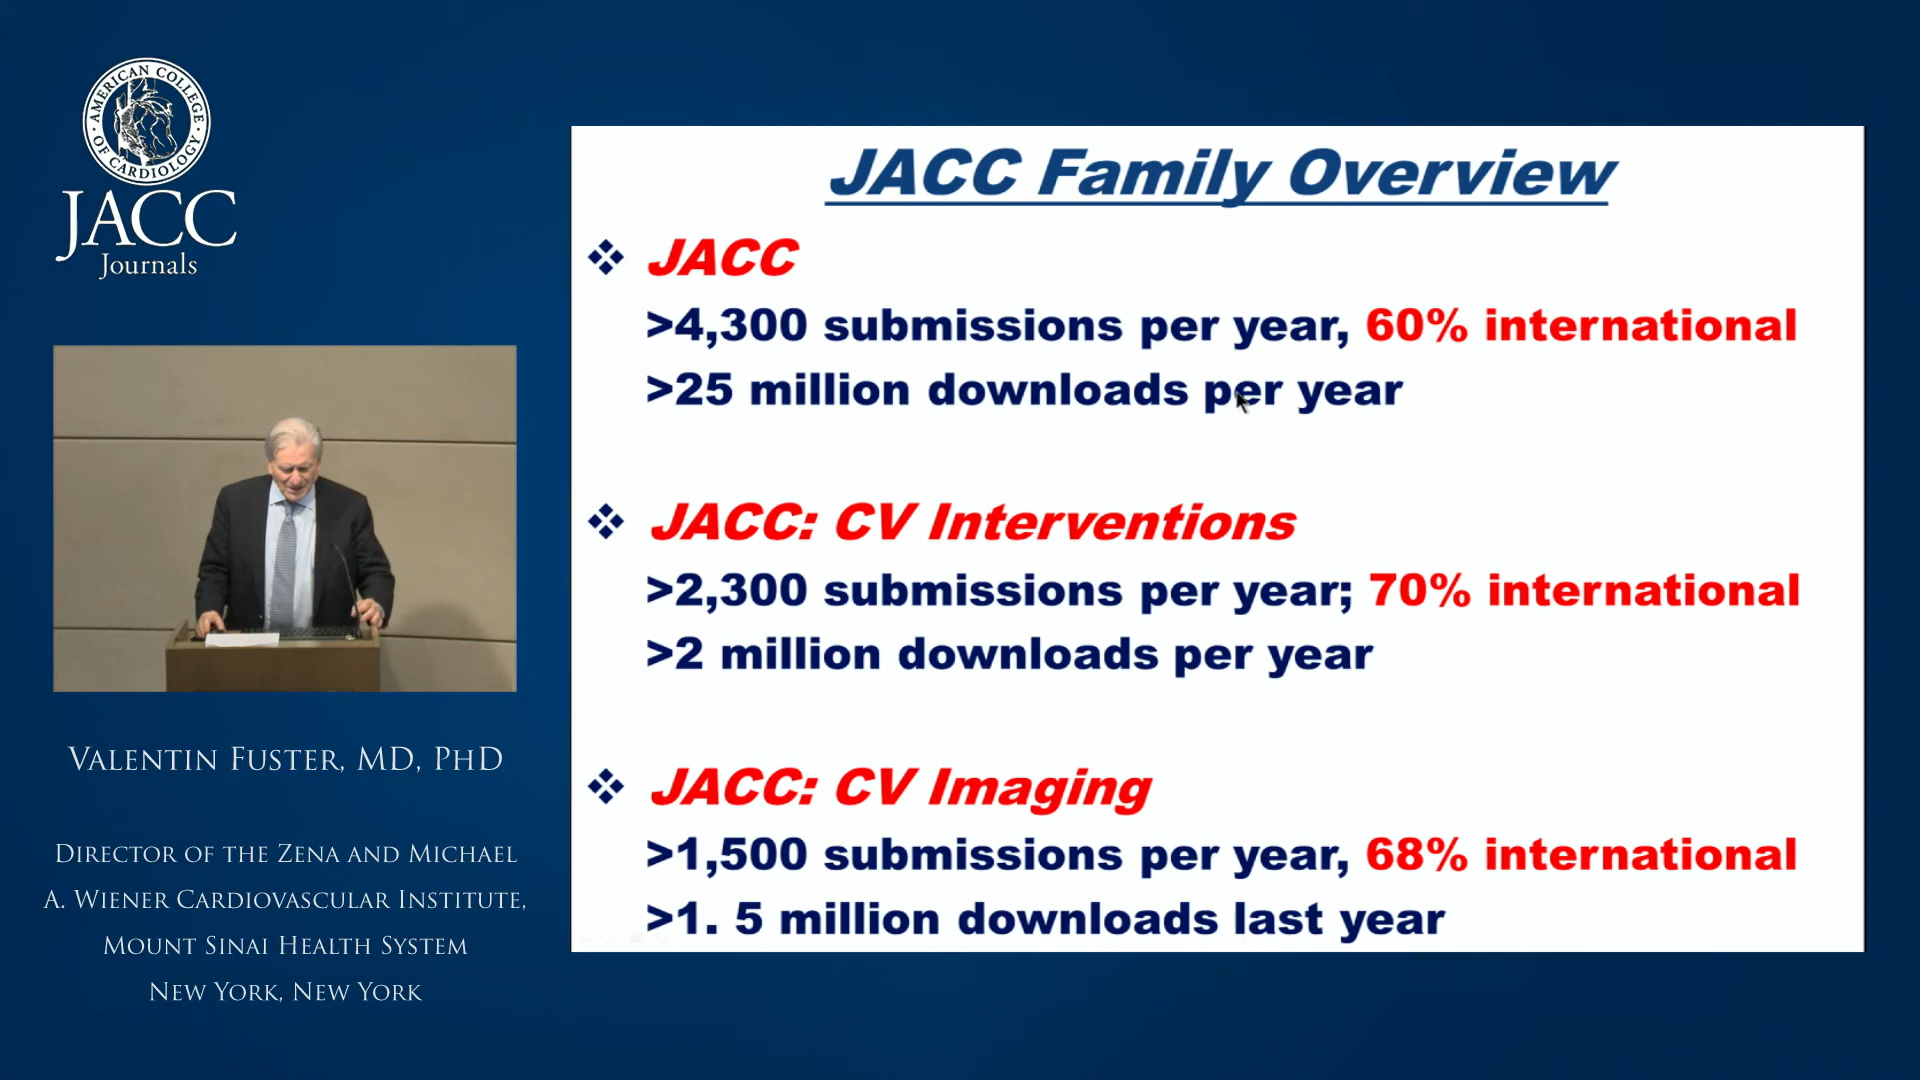 AMERICAN COLLEGE
OF CARDIOLOGY
JACC
Journals
VALENTIN FUSTER, MD, PHD
DIRECTOR OF THE ZENA AND MICHAEL
A. WIENER CARDIOVASCULAR INSTITUTE,
MOUNT SINAI HEALTH SYSTEM
NEW YORK, NEW YORK
JACC Family Overview
❖ JACC
>4,300 submissions per year, 60% international
>25 million downloads per year
❖ JACC: CV Interventions
>2,300 submissions per year; 70% international
>2 million downloads per year
❖ JACC: CV Imaging
>1,500 submissions per year, 68% international
>1. 5 million downloads last year